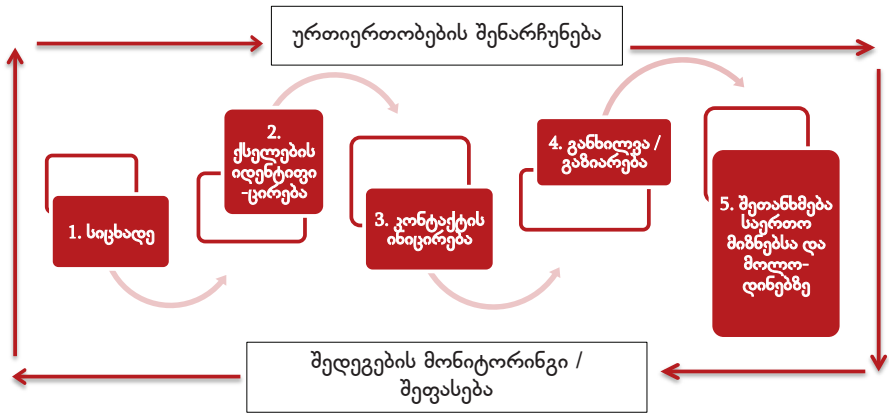 ურთიერთობების შენარჩუნება
1. სიცხადე
2.
ქსელების
იდენტიფი
-ცირება
3. კონტაქტის
ინიცირება
4. განხილვა /
გაზიარება
5. შეთანხმება
საერთო
მიზნებსა და
მოლო-
დინებზე
შედეგების მონიტორინგი /
შეფასება